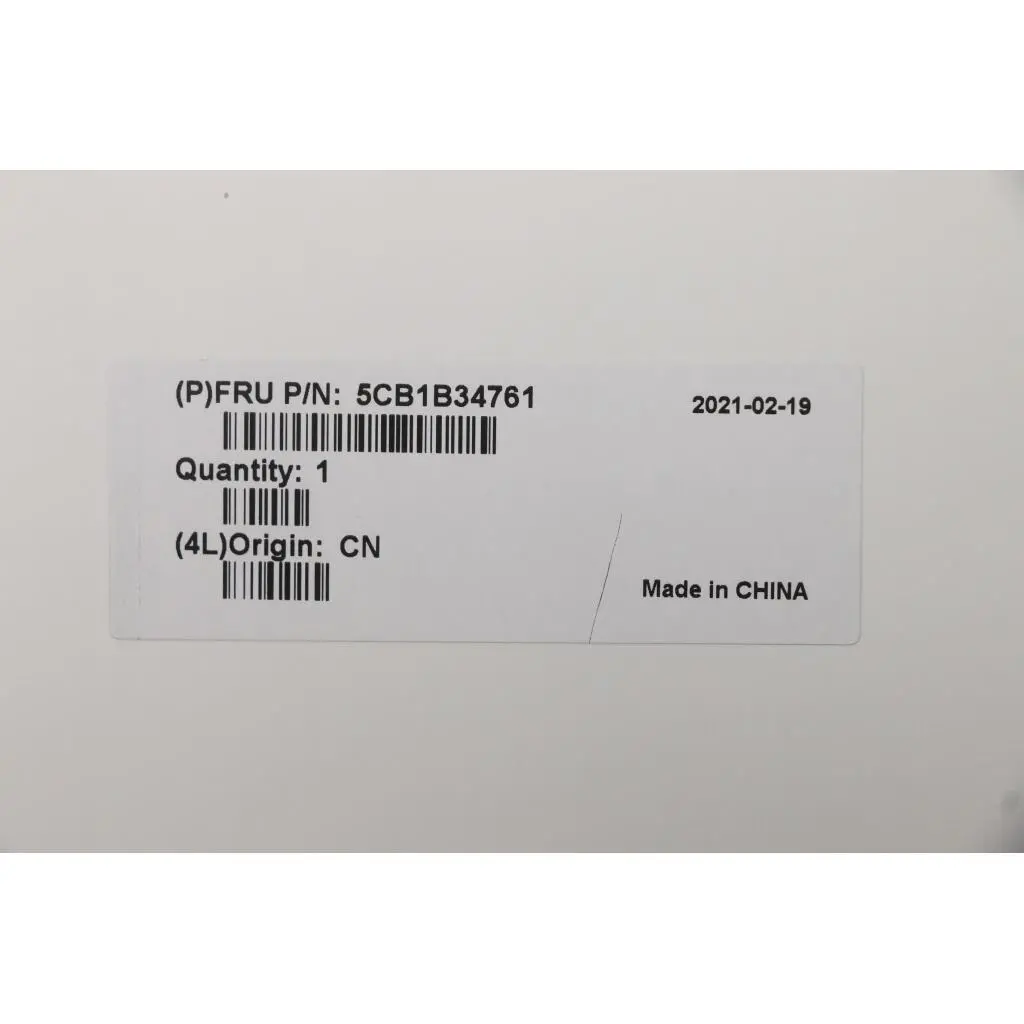 (P)FRU P/N: 5CB1B34761
2021-02-19
Quantity: 1
(4L)Origin: CN
Made in CHINA